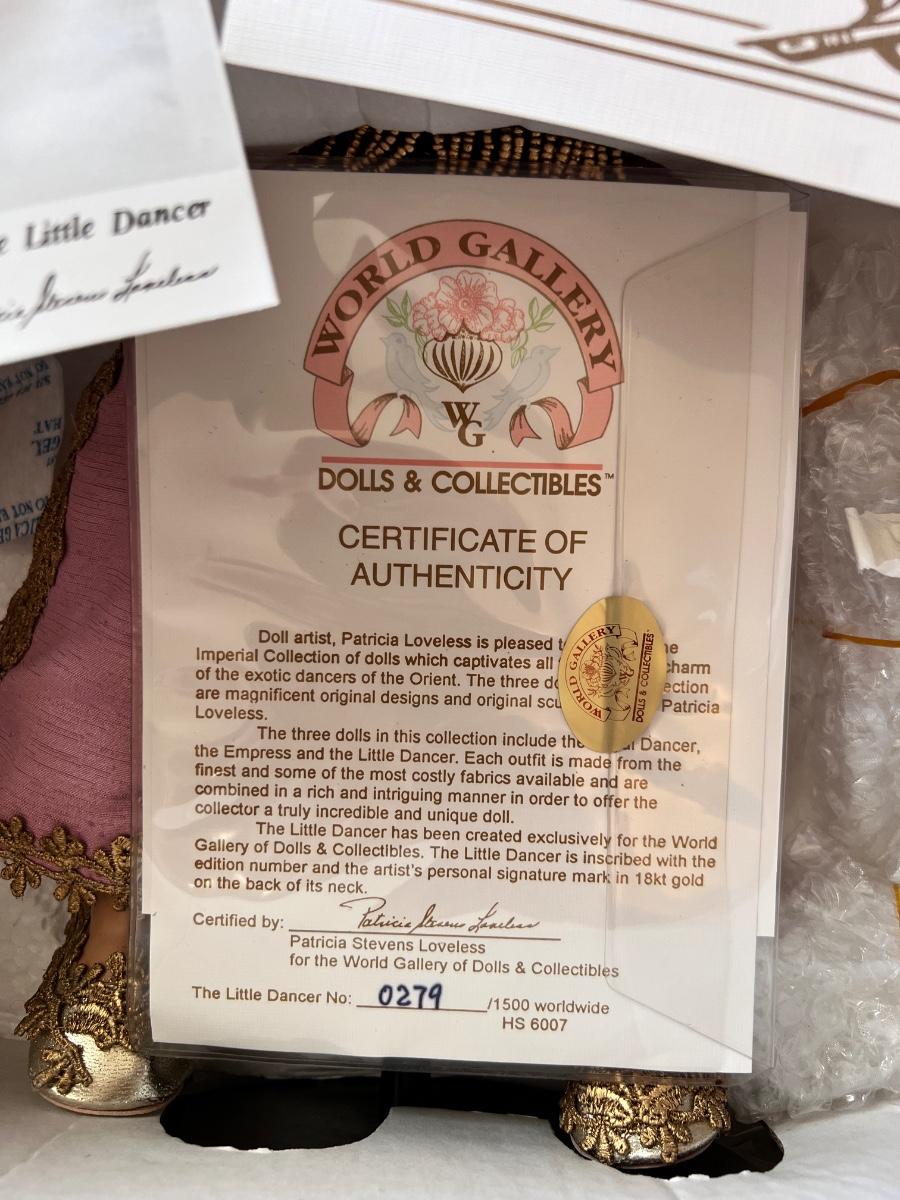 e Little Dancer
cia Stevens Loveless
WORLD GALLERY
WG
DOLLS & COLLECTIBLES™
CERTIFICATE OF
AUTHENTICITY
Doll artist, Patricia Loveless is pleased
Imperial Collection of dolls which captivates all charm
of the exotic dancers of the Orient. The three
are magnificent original designs and original Patricia
Loveless.
The three dolls in this collection include the Dancer,
the Empress and the Little Dancer. Each outfit is made from the
finest and some of the most costly fabrics available and are
combined in a rich and intriguing manner in order to offer the
collector a truly incredible and unique doll.
The Little Dancer has been created exclusively for the World
Gallery of Dolls & Collectibles. The Little Dancer is inscribed with the
edition number and the artist's personal signature mark in 18kt gold
on the back of its neck.
Certified by: Patricia Stevens Loveless
Patricia Stevens Loveless
for the World Gallery of Dolls & Collectibles
The Little Dancer No: 0279 /1500 worldwide
HS 6007
WORLD GALLERY
DOLLS & COLLECTIBLES™